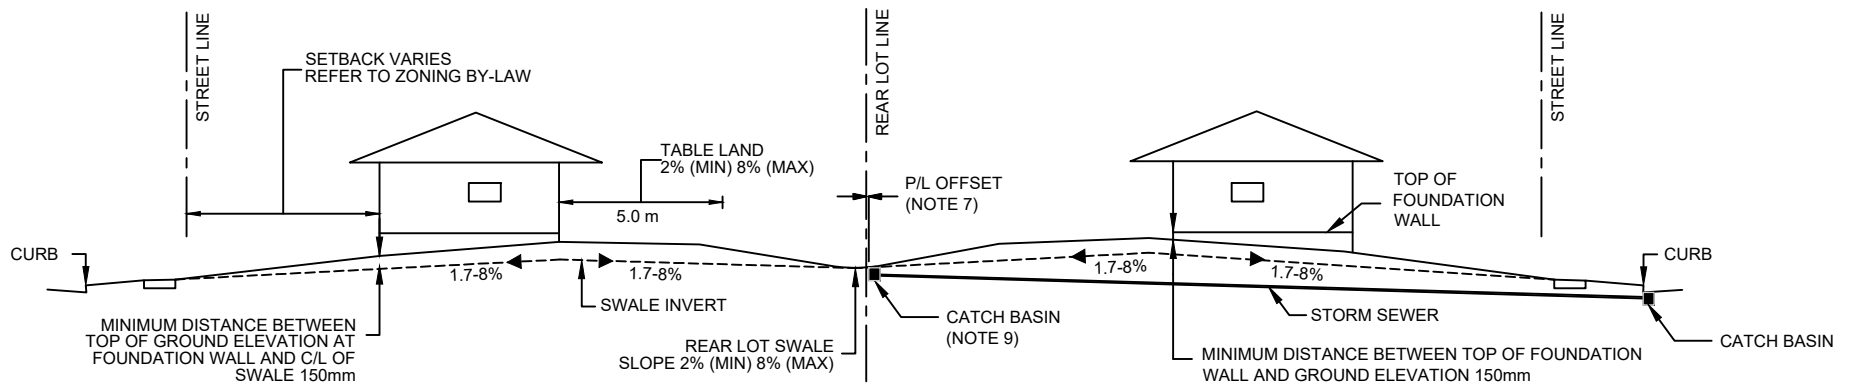 STREET LINE
SETBACK VARIES
REFER TO ZONING BY-LAW
REAR LOT LINE
STREET LINE
TABLE LAND
2% (MIN) 8% (MAX)
5.0 m
P/L OFFSET
(NOTE 7)
TOP OF
FOUNDATION
WALL
CURB
1.7-8%
1.7-8%
1.7-8%
1.7-8%
CURB
SWALE INVERT
MINIMUM DISTANCE BETWEEN
TOP OF GROUND ELEVATION AT
FOUNDATION WALL AND C/L OF
SWALE 150mm
REAR LOT SWALE
SLOPE 2% (MIN) 8% (MAX)
CATCH BASIN
(NOTE 9)
STORM SEWER
MINIMUM DISTANCE BETWEEN TOP OF FOUNDATION
WALL AND GROUND ELEVATION 150mm
CATCH BASIN